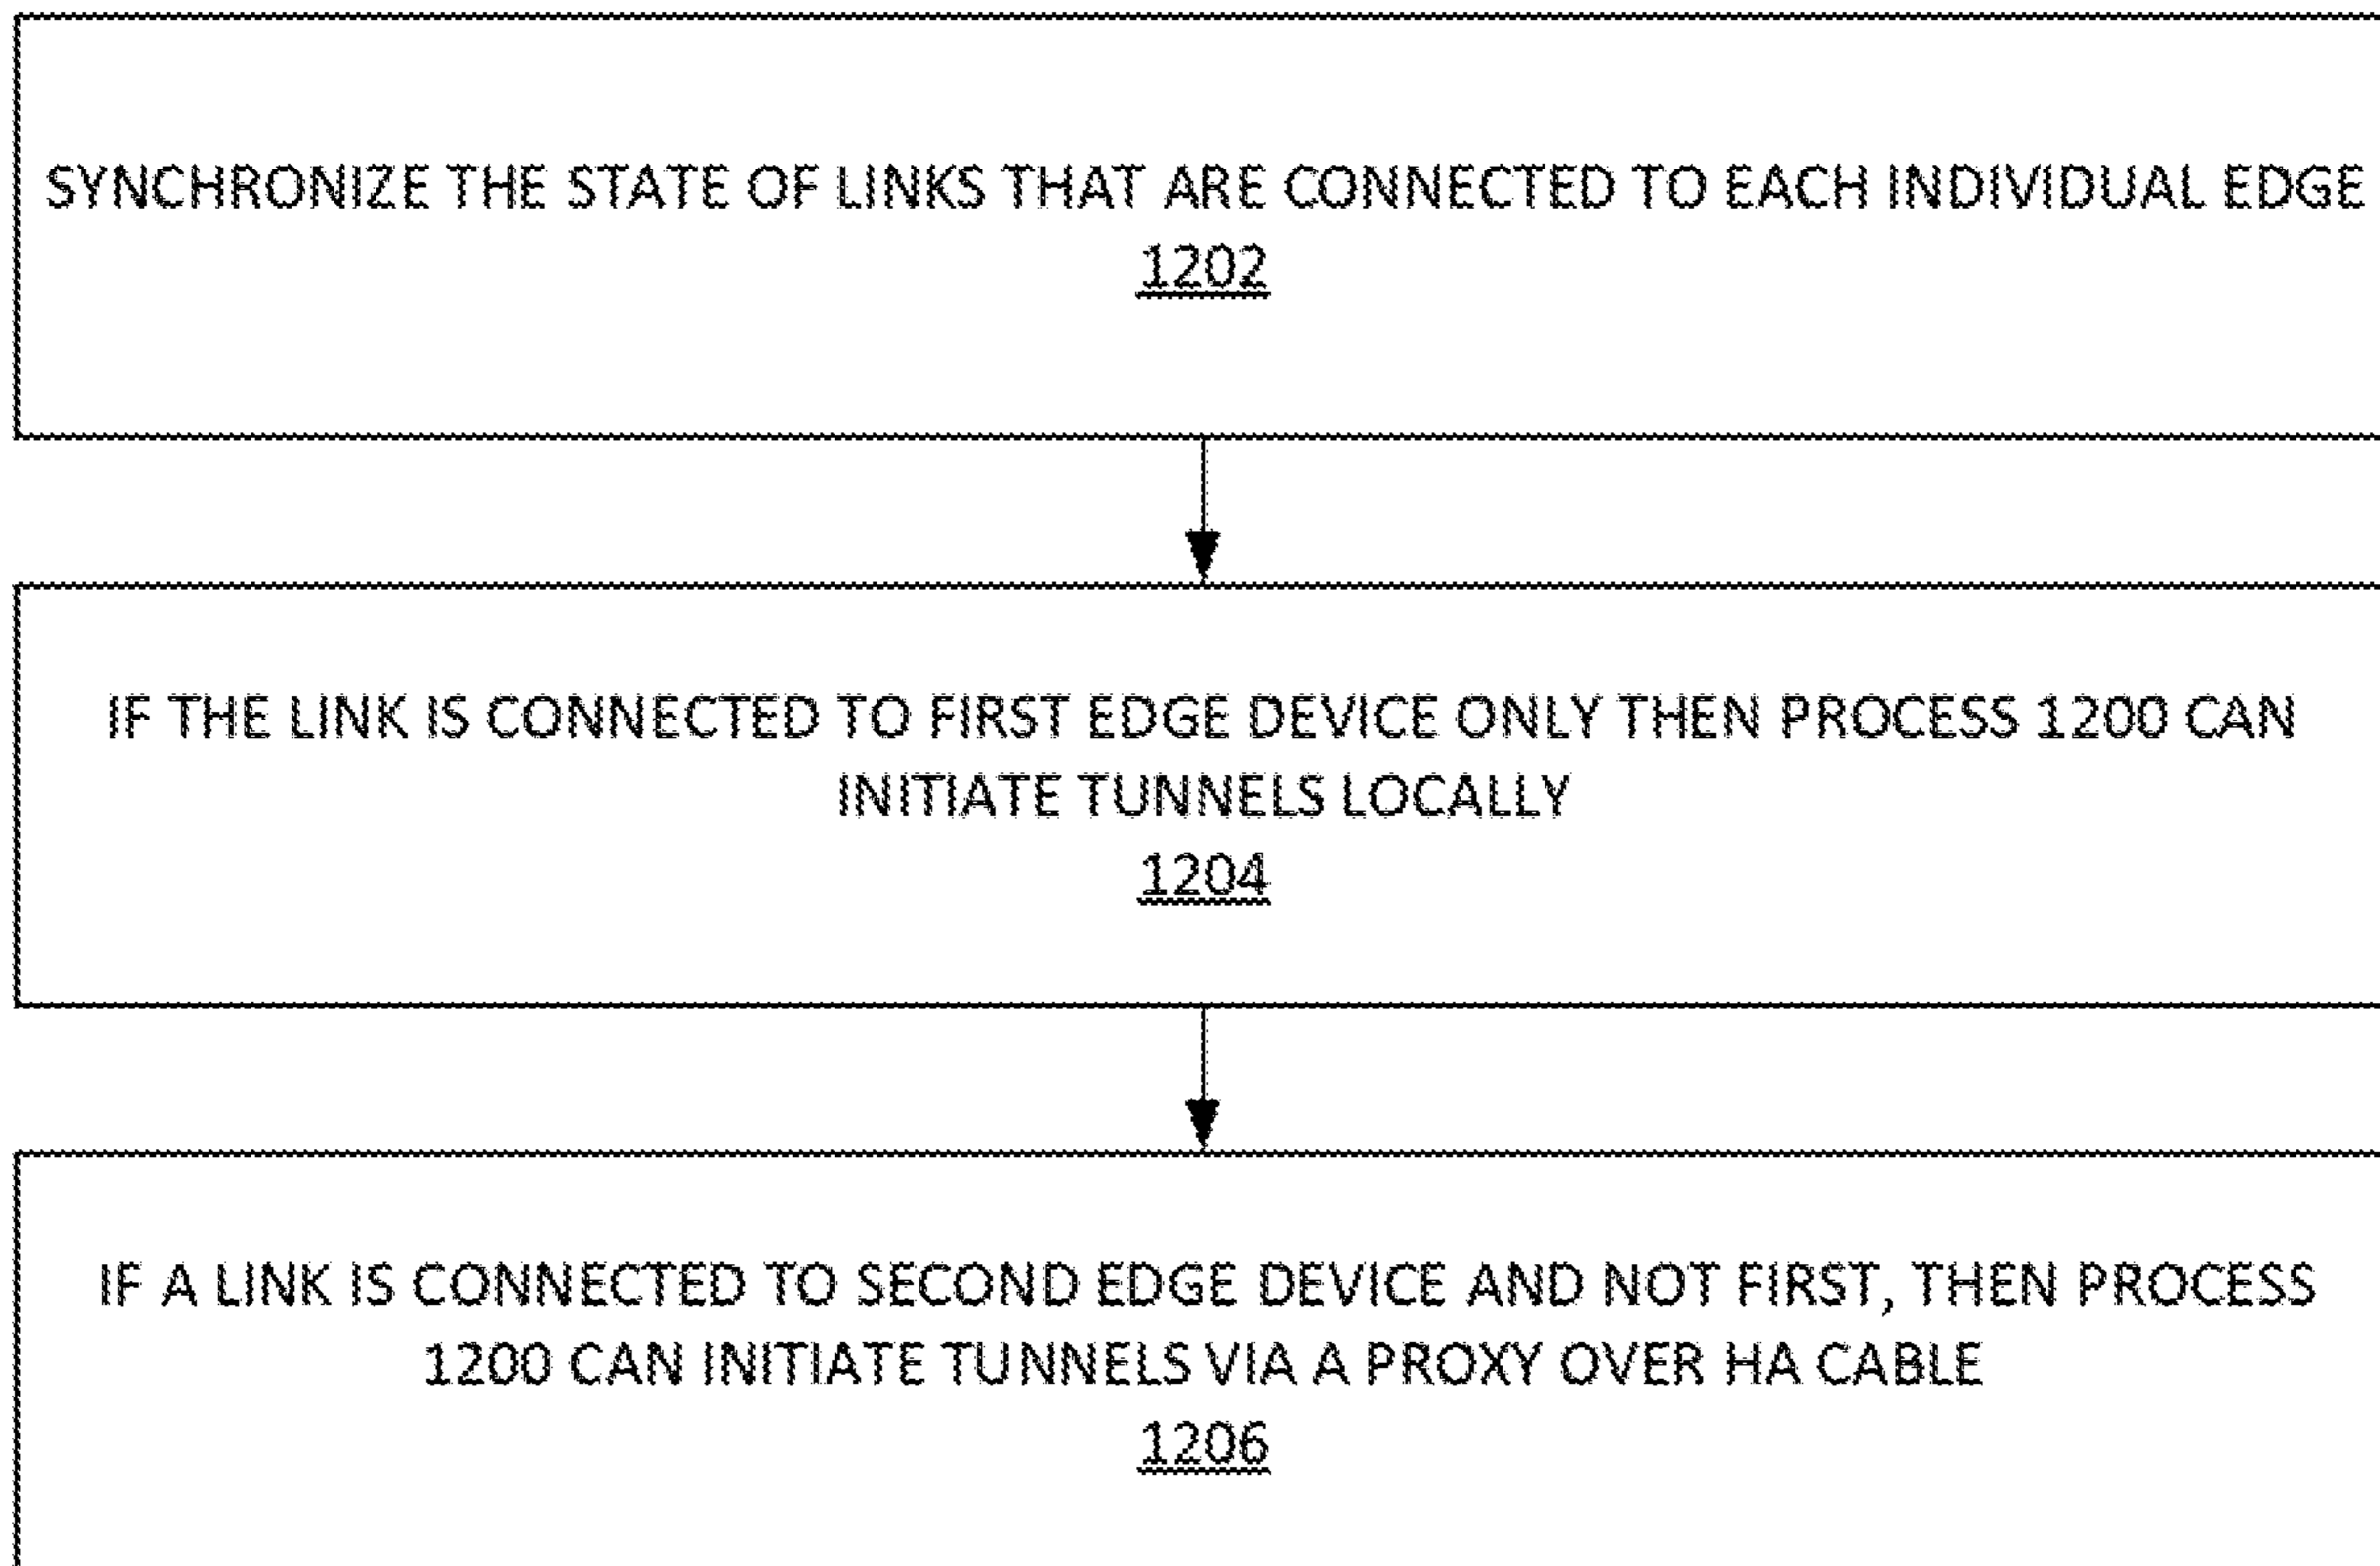 SYNCHRONIZE THE STATE OF LINKS THAT ARE CONNECTED TO EACH INDIVIDUAL EDGE
1202
IF THE LINK IS CONNECTED TO FIRST EDGE DEVICE ONLY THEN PROCESS 1200 CAN
INITIATE TUNNELS LOCALLY
1204
IF A LINK IS CONNECTED TO SECOND EDGE DEVICE AND NOT FIRST, THEN PROCESS
1200 CAN INITIATE TUNNELS VIA A PROXY OVER HA CABLE
1206